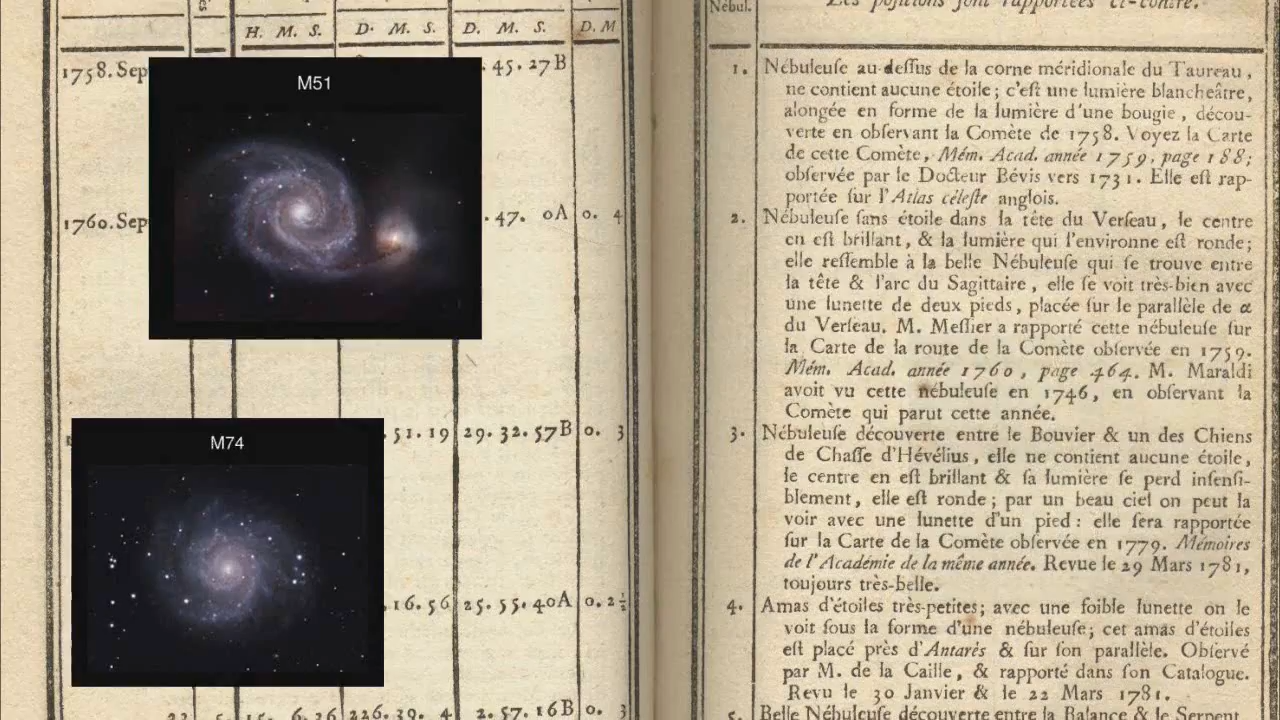 H. M. S. D. M. S. D. M. S. D. M
1758. Sep . 45. 27 B
M51
1760. Sep . 47. 0 A 0. 4
. 51. 19 29. 32. 57 B 0. 3
M74
. 16. 56 25. 55. 40 A 0. 2½
226. 39. 4 2. 57. 16 B 0. 3
Nébul.
Les positions sont rapportées ci-contre.
1. Nébuleuſe au-deſſus de la corne méridionale du Taureau,
ne contient aucune étoile; c'eſt une lumière blancheâtre,
alongée en forme de la lumière d'une bougie, décou-
verte en obſervant la Comète de 1758. Voyez la Carte
de cette Comète, Mém. Acad. année 1759, page 188;
obſervée par le Docteur Bévis vers 1731. Elle eſt rap-
portée ſur l'Atlas céleſte anglois.
2. Nébuleuſe ſans étoile dans la tête du Verſeau, le centre
en eſt brillant, & la lumière qui l'environne eſt ronde;
elle reſſemble à la belle Nébuleuſe qui ſe trouve entre
la tête & l'arc du Sagittaire, elle ſe voit très-bien avec
une lunette de deux pieds, placée ſur le parallèle de α
du Verſeau. M. Meſſier a rapporté cette nébuleuſe ſur
la Carte de la route de la Comète obſervée en 1759.
Mém. Acad. année 1760, page 464. M. Maraldi
avoit vu cette nébuleuſe en 1746, en obſervant la
Comète qui parut cette année.
3. Nébuleuſe découverte entre le Bouvier & un des Chiens
de Chaſſe d'Hévélius, elle ne contient aucune étoile,
le centre en eſt brillant & ſa lumière ſe perd inſenſi-
blement, elle eſt ronde; par un beau ciel on peut la
voir avec une lunette d'un pied: elle ſera rapportée
ſur la Carte de la Comète obſervée en 1779. Mémoires
de l'Académie de la même année. Revue le 29 Mars 1781,
toujours très-belle.
4. Amas d'étoiles très-petites; avec une foible lunette on le
voit ſous la forme d'une nébuleuſe; cet amas d'étoiles
eſt placé près d'Antarès & ſur ſon parallèle. Obſervé
par M. de la Caille, & rapporté dans ſon Catalogue.
Revu le 30 Janvier & le 22 Mars 1781.
5. Belle Nébuleuſe découverte entre la Balance & le Serpent